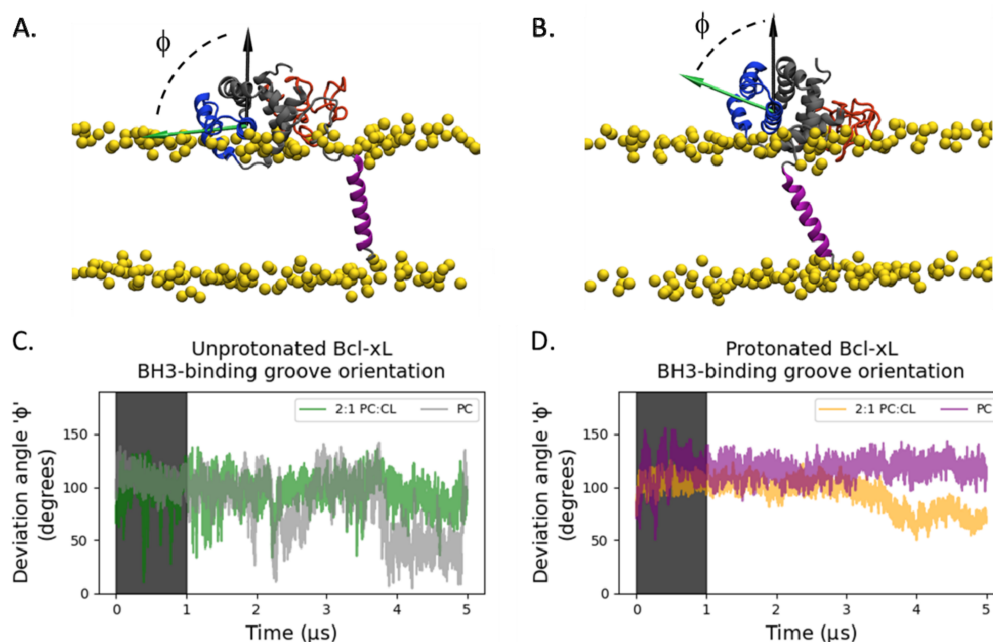 A.
ϕ
B.
ϕ
C.
Unprotonated Bcl-xL
BH3-binding groove orientation
2:1 PC:CL
PC
Deviation angle 'ϕ'
(degrees)
150
100
50
0
0 1 2 3 4 5
Time (μs)
D.
Protonated Bcl-xL
BH3-binding groove orientation
2:1 PC:CL
PC
Deviation angle 'ϕ'
(degrees)
150
100
50
0
0 1 2 3 4 5
Time (μs)